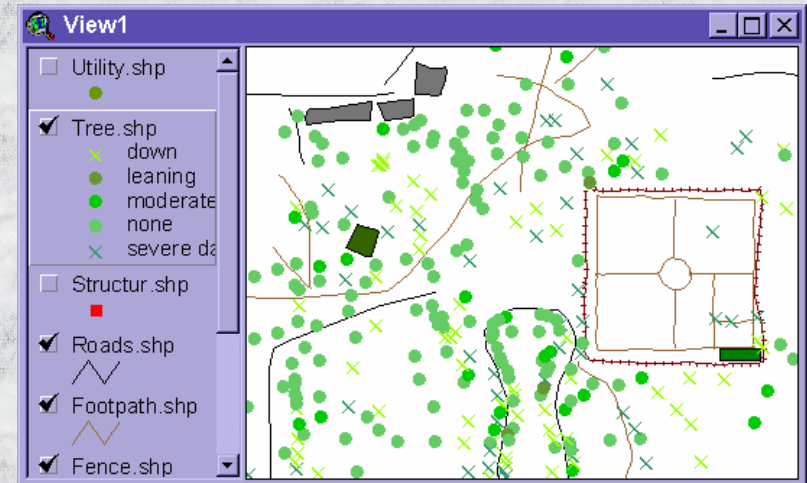 View1
Utility.shp
Tree.shp
down
leaning
moderate
none
severe da
Structur.shp
Roads.shp
Footpath.shp
Fence.shp